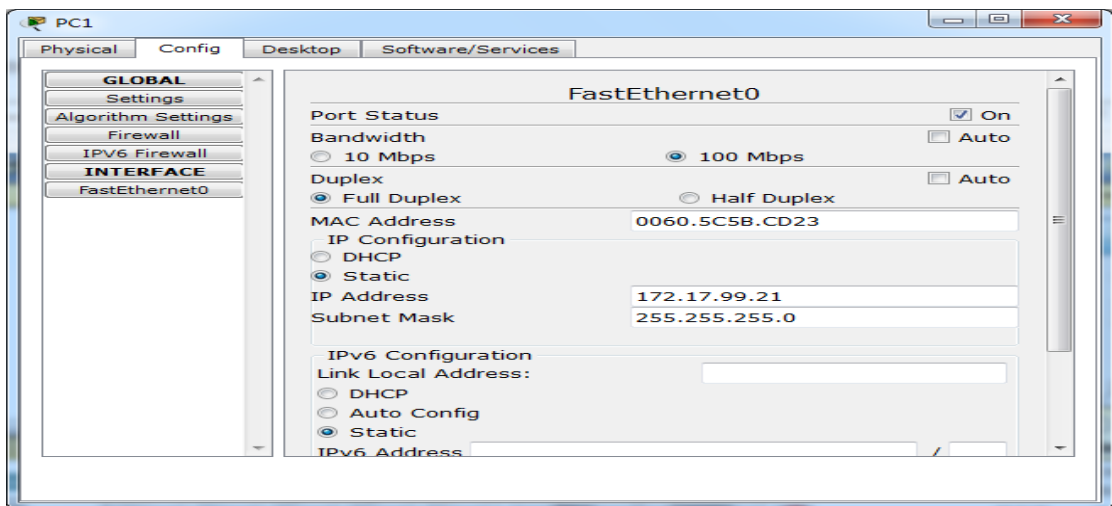 PC1
Physical Config Desktop Software/Services
GLOBAL
Settings
Algorithm Settings
Firewall
IPV6 Firewall
INTERFACE
FastEthernet0
FastEthernet0
Port Status On
Bandwidth Auto
10 Mbps 100 Mbps
Duplex Auto
Full Duplex Half Duplex
MAC Address 0060.5C5B.CD23
IP Configuration
DHCP
Static
IP Address 172.17.99.21
Subnet Mask 255.255.255.0
IPv6 Configuration
Link Local Address:
DHCP
Auto Config
Static
IPv6 Address /